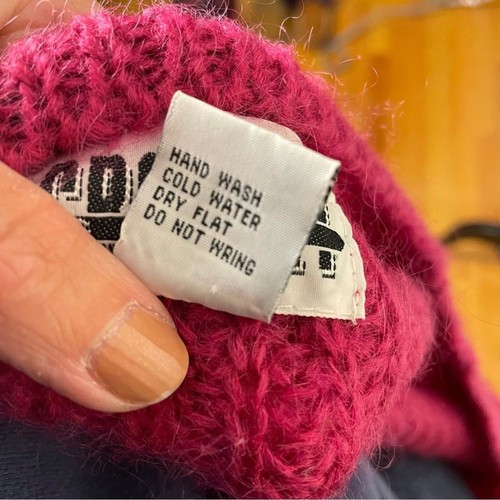 HAND WASH
COLD WATER
DRY FLAT
DO NOT WRING